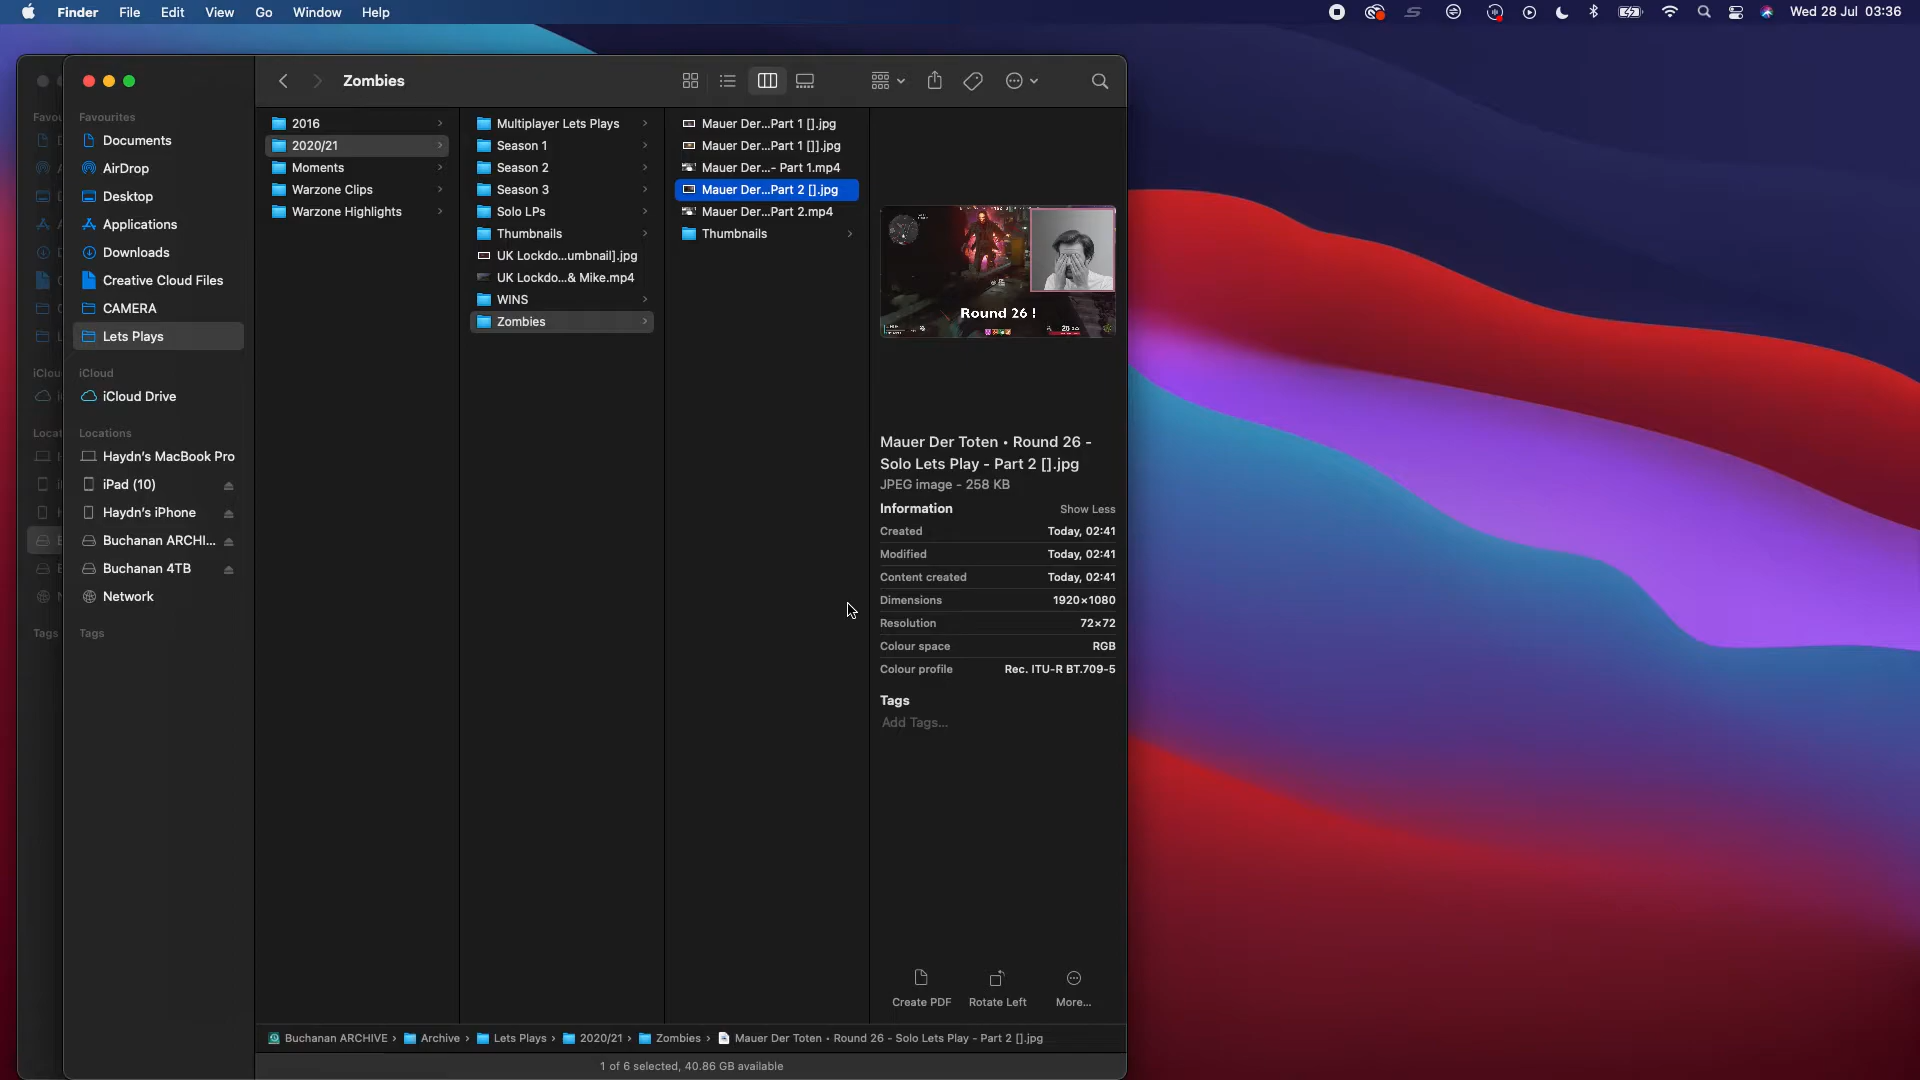 Finder File Edit View Go Window Help
Wed 28 Jul 03:36
Zombies
Favourites
Documents
AirDrop
Desktop
Applications
Downloads
Creative Cloud Files
CAMERA
Lets Plays
iCloud
iCloud Drive
Locations
Haydn's MacBook Pro
iPad (10)
Haydn's iPhone
Buchanan ARCHI...
Buchanan 4TB
Network
Tags
2016
2020/21
Moments
Warzone Clips
Warzone Highlights
Multiplayer Lets Plays
Season 1
Season 2
Season 3
Solo LPs
Thumbnails
UK Lockdo...umbnail].jpg
UK Lockdo...& Mike.mp4
WINS
Zombies
Mauer Der...Part 1 [].jpg
Mauer Der...Part 1 []].jpg
Mauer Der...- Part 1.mp4
Mauer Der...Part 2 [].jpg
Mauer Der...Part 2.mp4
Thumbnails
Round 26 !
Mauer Der Toten • Round 26 -
Solo Lets Play - Part 2 [].jpg
JPEG image - 258 KB
Information Show Less
Created Today, 02:41
Modified Today, 02:41
Content created Today, 02:41
Dimensions 1920×1080
Resolution 72×72
Colour space RGB
Colour profile Rec. ITU-R BT.709-5
Tags
Add Tags...
Create PDF Rotate Left More...
Buchanan ARCHIVE › Archive › Lets Plays › 2020/21 › Zombies › Mauer Der Toten • Round 26 - Solo Lets Play - Part 2 [].jpg
1 of 6 selected, 40.86 GB available